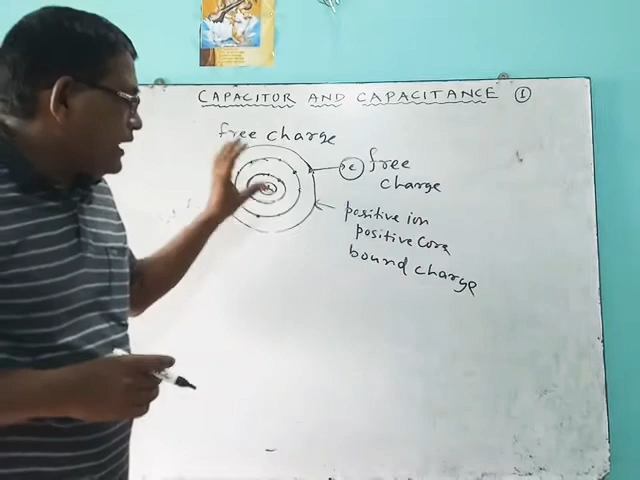 CAPACITOR AND CAPACITANCE ①
free charge
free
charge
positive ion
positive core
bound charge